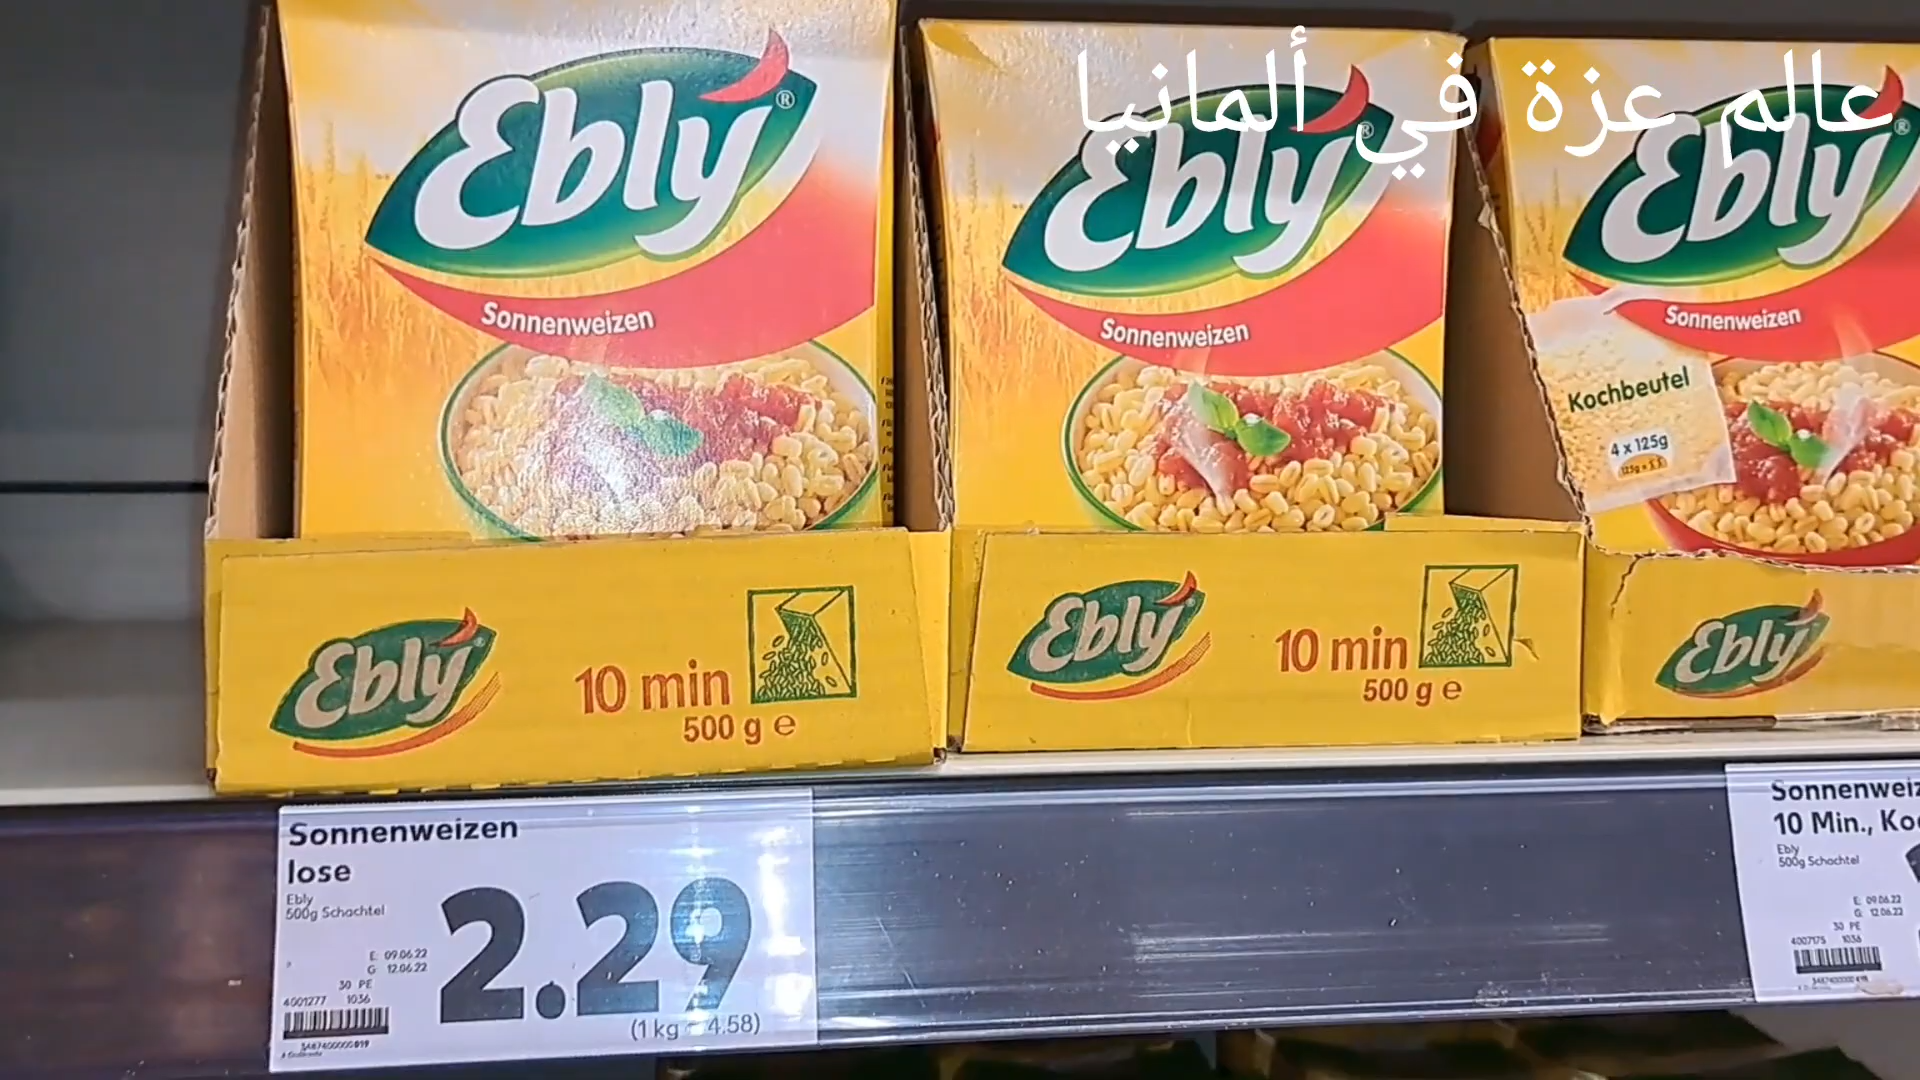 عالم عزة في ألمانيا
Ebly®
Sonnenweizen
Ebly®
Sonnenweizen
Ebly®
Sonnenweizen
Kochbeutel
4 x 125g
Ebly
10 min
500 g e
Ebly
10 min
500 g e
Ebly
Sonnenweizen
lose
Ebly
500g Schachtel
E: 09.06.22
G: 12.06.22
30 PE
4001277 1036
2.29
(1 kg = 4.58)
10 Min.,
Ebly
500g Schachtel
E: 09.06.22
G: 12.06.22
30 PE
4007175 1036